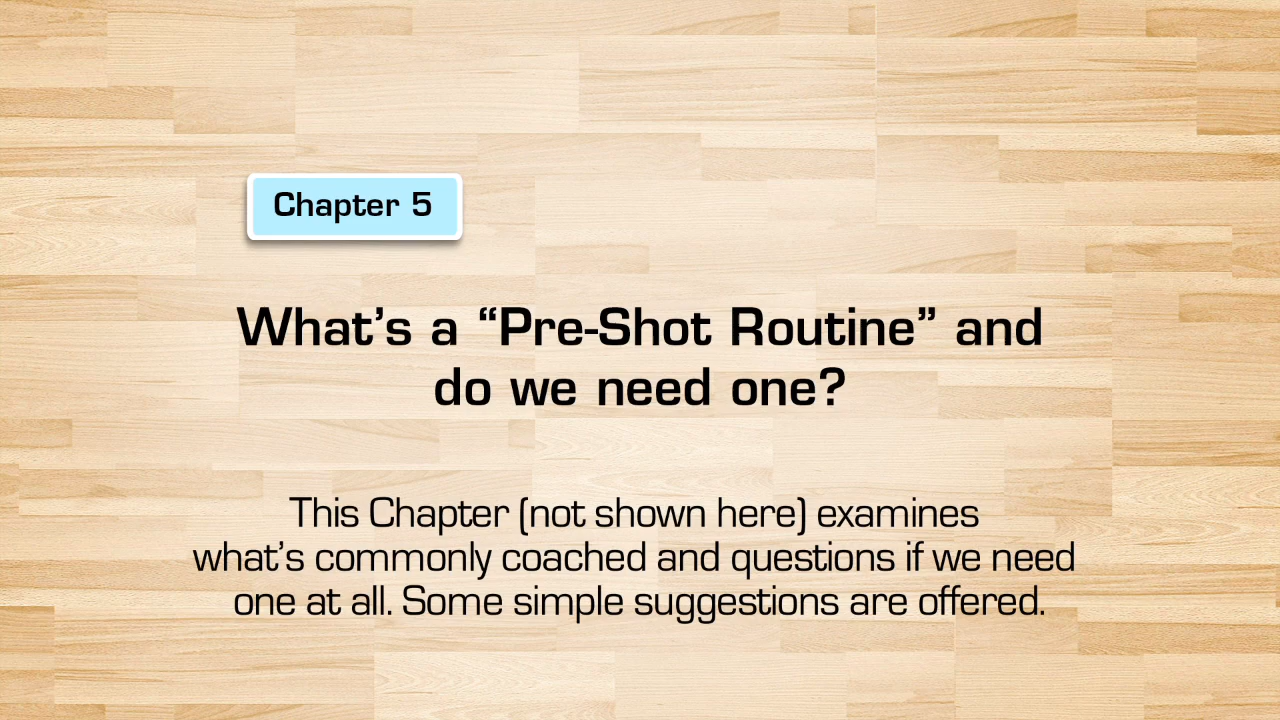 Chapter 5
What’s a “Pre-Shot Routine” and
do we need one?
This Chapter (not shown here) examines
what’s commonly coached and questions if we need
one at all. Some simple suggestions are offered.